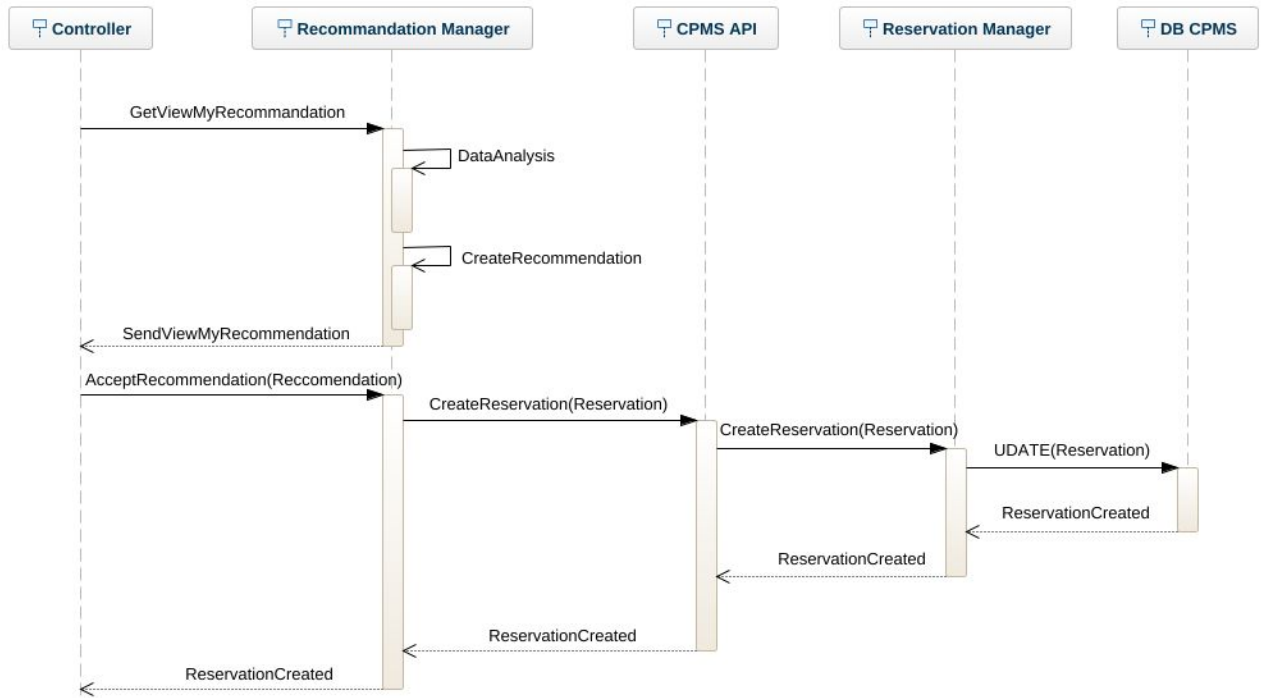 Controller
Recommandation Manager
CPMS API
Reservation Manager
DB CPMS
GetViewMyRecommandation
DataAnalysis
CreateRecommendation
SendViewMyRecommendation
AcceptRecommendation(Reccomendation)
CreateReservation(Reservation)
CreateReservation(Reservation)
UDATE(Reservation)
ReservationCreated
ReservationCreated
ReservationCreated
ReservationCreated